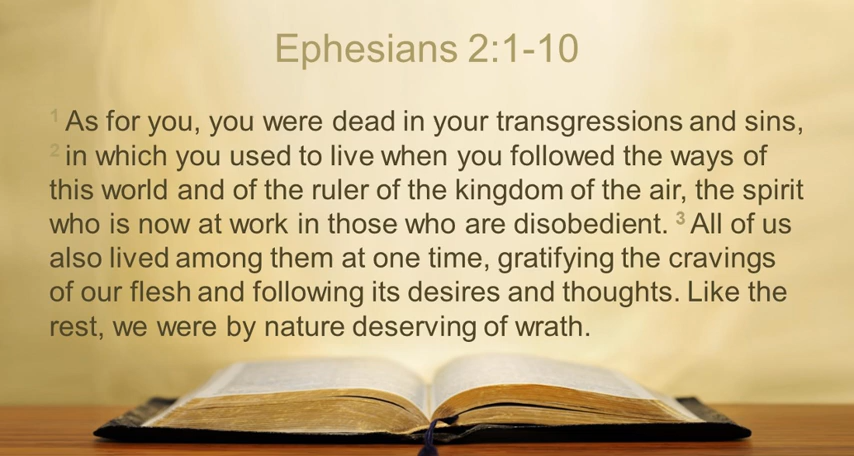 Ephesians 2:1-10
1 As for you, you were dead in your transgressions and sins,
2 in which you used to live when you followed the ways of
this world and of the ruler of the kingdom of the air, the spirit
who is now at work in those who are disobedient. 3 All of us
also lived among them at one time, gratifying the cravings
of our flesh and following its desires and thoughts. Like the
rest, we were by nature deserving of wrath.